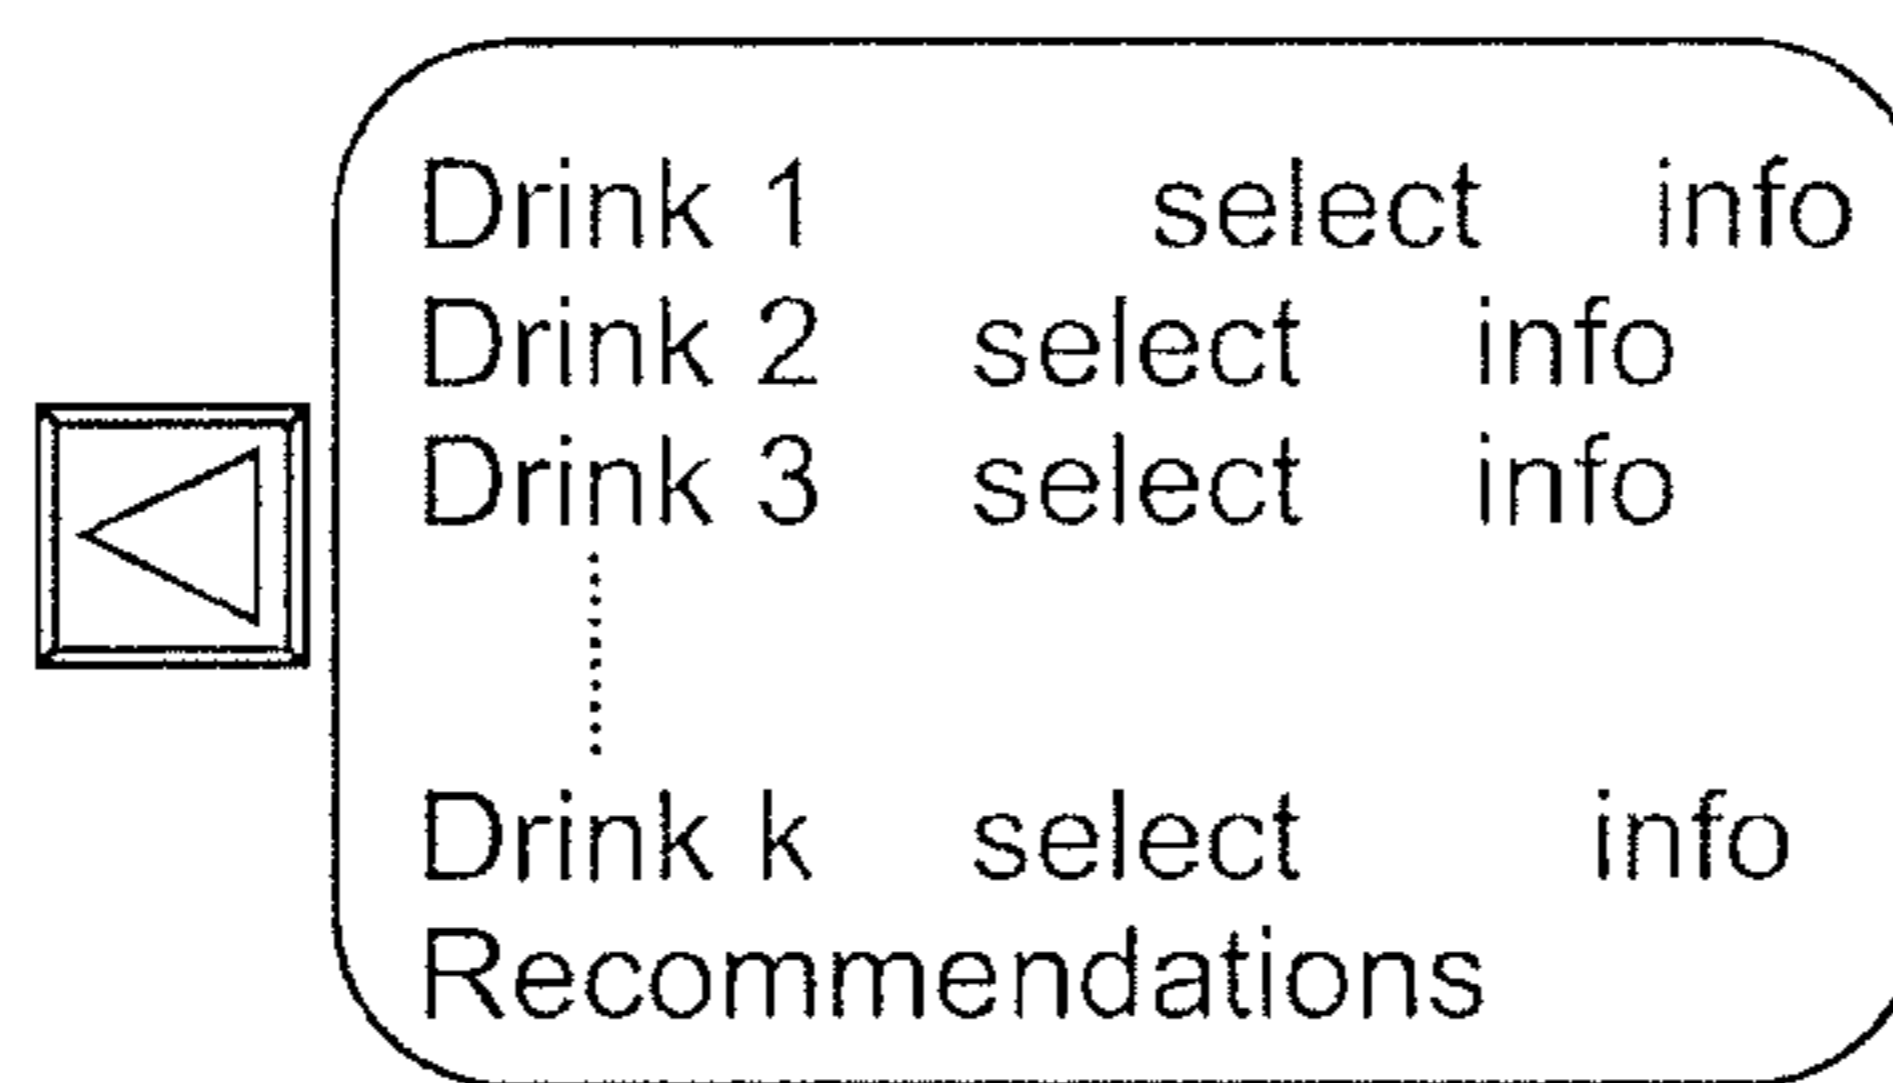 Drink 1 select info
Drink 2 select info
Drink 3 select info
Drink k select info
Recommendations